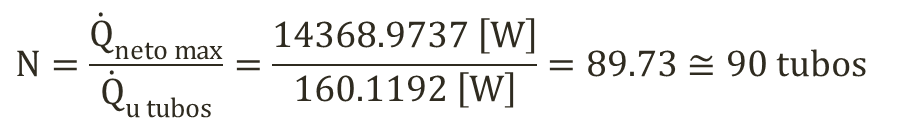 N = Q̇neto max / Q̇u tubos = 14368.9737 [W] / 160.1192 [W] = 89.73 ≅ 90 tubos